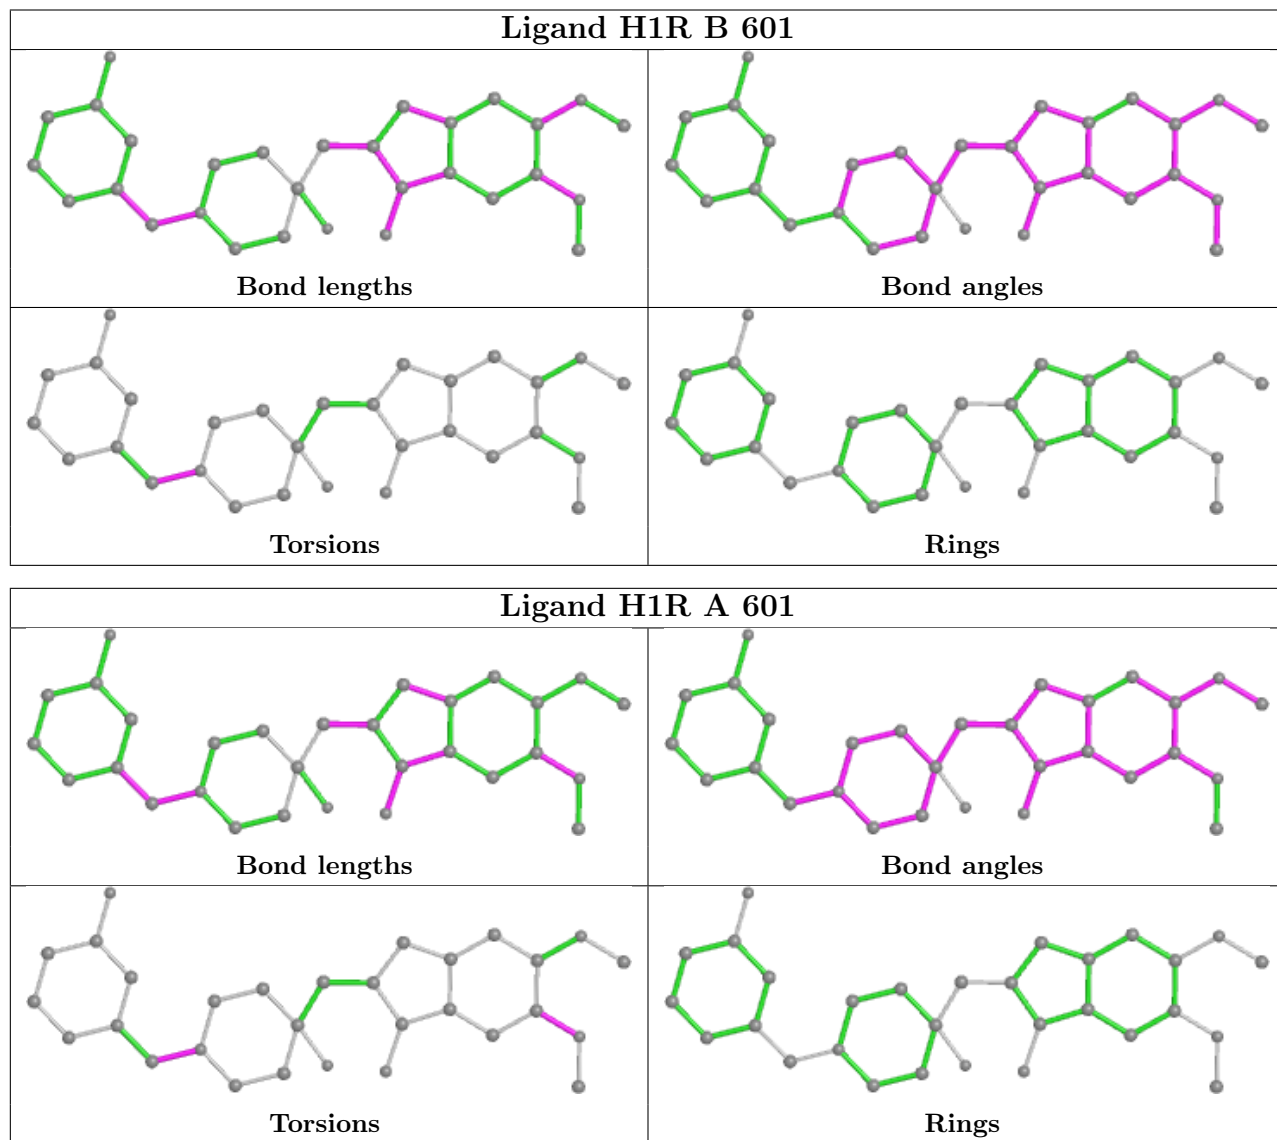 Ligand H1R B 601
Bond lengths
Bond angles
Torsions
Rings
Ligand H1R A 601
Bond lengths
Bond angles
Torsions
Rings